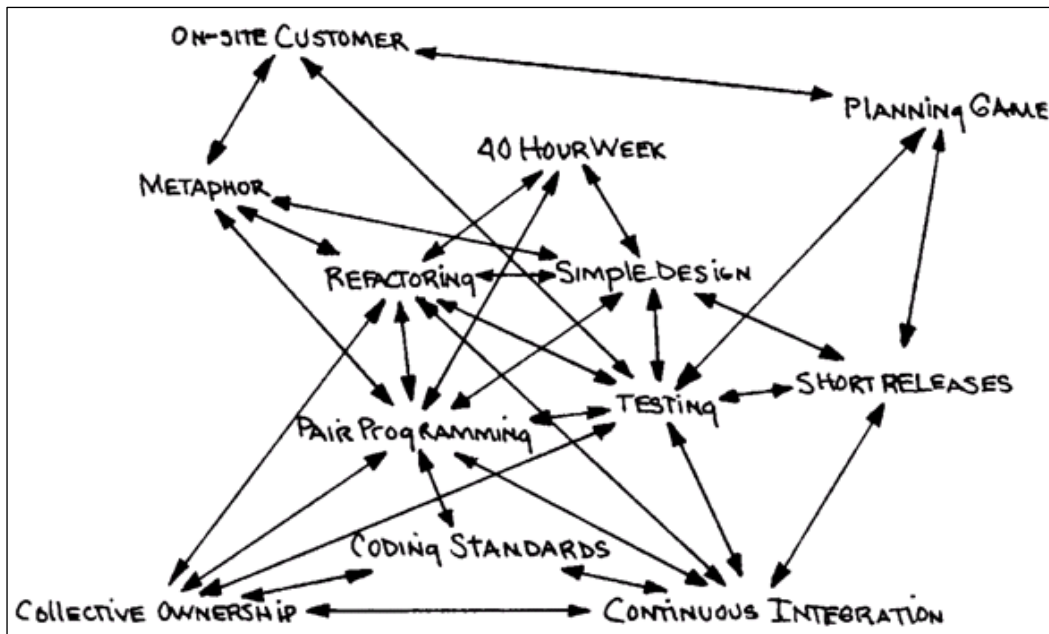 ON-SITE CUSTOMER
PLANNING GAME
40 HOUR WEEK
METAPHOR
REFACTORING
SIMPLE DESIGN
SHORT RELEASES
TESTING
PAIR PROGRAMMING
CODING STANDARDS
COLLECTIVE OWNERSHIP
CONTINUOUS INTEGRATION